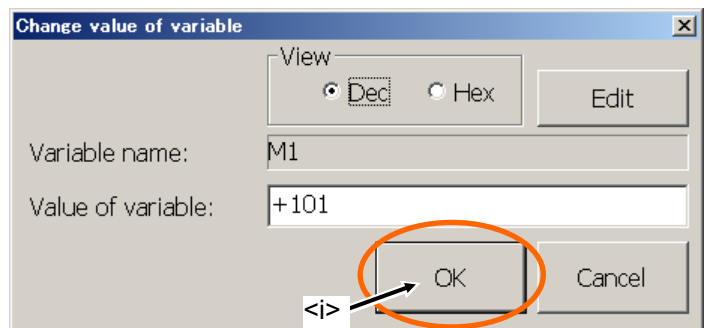 Change value of variable
View
Dec Hex
Edit
Variable name: M1
Value of variable: +101
OK Cancel
<i>